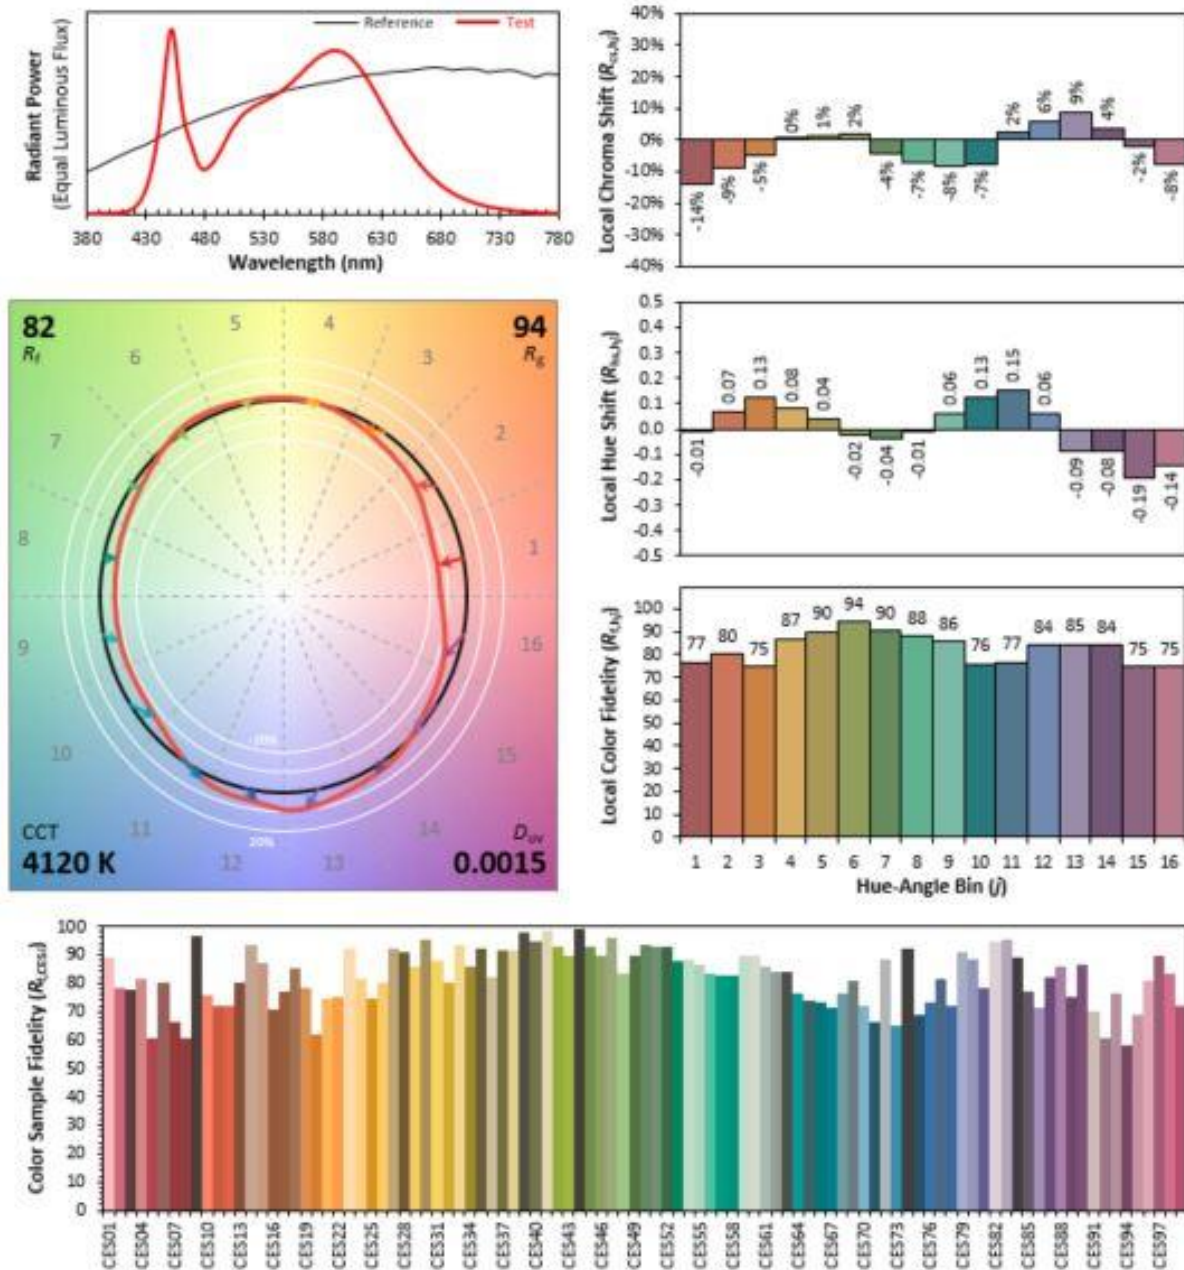 Reference
Test
Radiant Power
(Equal Luminous Flux)
380 430 480 530 580 630 680 730 780
Wavelength (nm)
Local Chroma Shift (Rcs,hj)
40%
30%
20%
10%
0%
-10%
-20%
-30%
-40%
-14% -9% -5% 0% 1% 2% -4% -7% -8% -7% 2% 6% 9% 4% -2% -8%
82
Rf
94
Rg
5 4
6 3
7 2
8 1
9 16
10 15
11 14
12 13
20%
CCT
4120 K
Duv
0.0015
Local Hue Shift (Rhs,hj)
0.5
0.4
0.3
0.2
0.1
0.0
-0.1
-0.2
-0.3
-0.4
-0.5
-0.01 0.07 0.13 0.08 0.04 -0.02 -0.04 -0.01 0.06 0.13 0.15 0.06 -0.09 -0.08 -0.19 -0.14
Local Color Fidelity (Rf,hj)
100
90
80
70
60
50
40
30
20
10
0
77 80 75 87 90 94 90 88 86 76 77 84 85 84 75 75
1 2 3 4 5 6 7 8 9 10 11 12 13 14 15 16
Hue-Angle Bin (j)
Color Sample Fidelity (Rf,CESi)
100
90
80
70
60
50
40
30
20
10
0
CES01 CES04 CES07 CES10 CES13 CES16 CES19 CES22 CES25 CES28 CES31 CES34 CES37 CES40 CES43 CES46 CES49 CES52 CES55 CES58 CES61 CES64 CES67 CES70 CES73 CES76 CES79 CES82 CES85 CES88 CES91 CES94 CES97